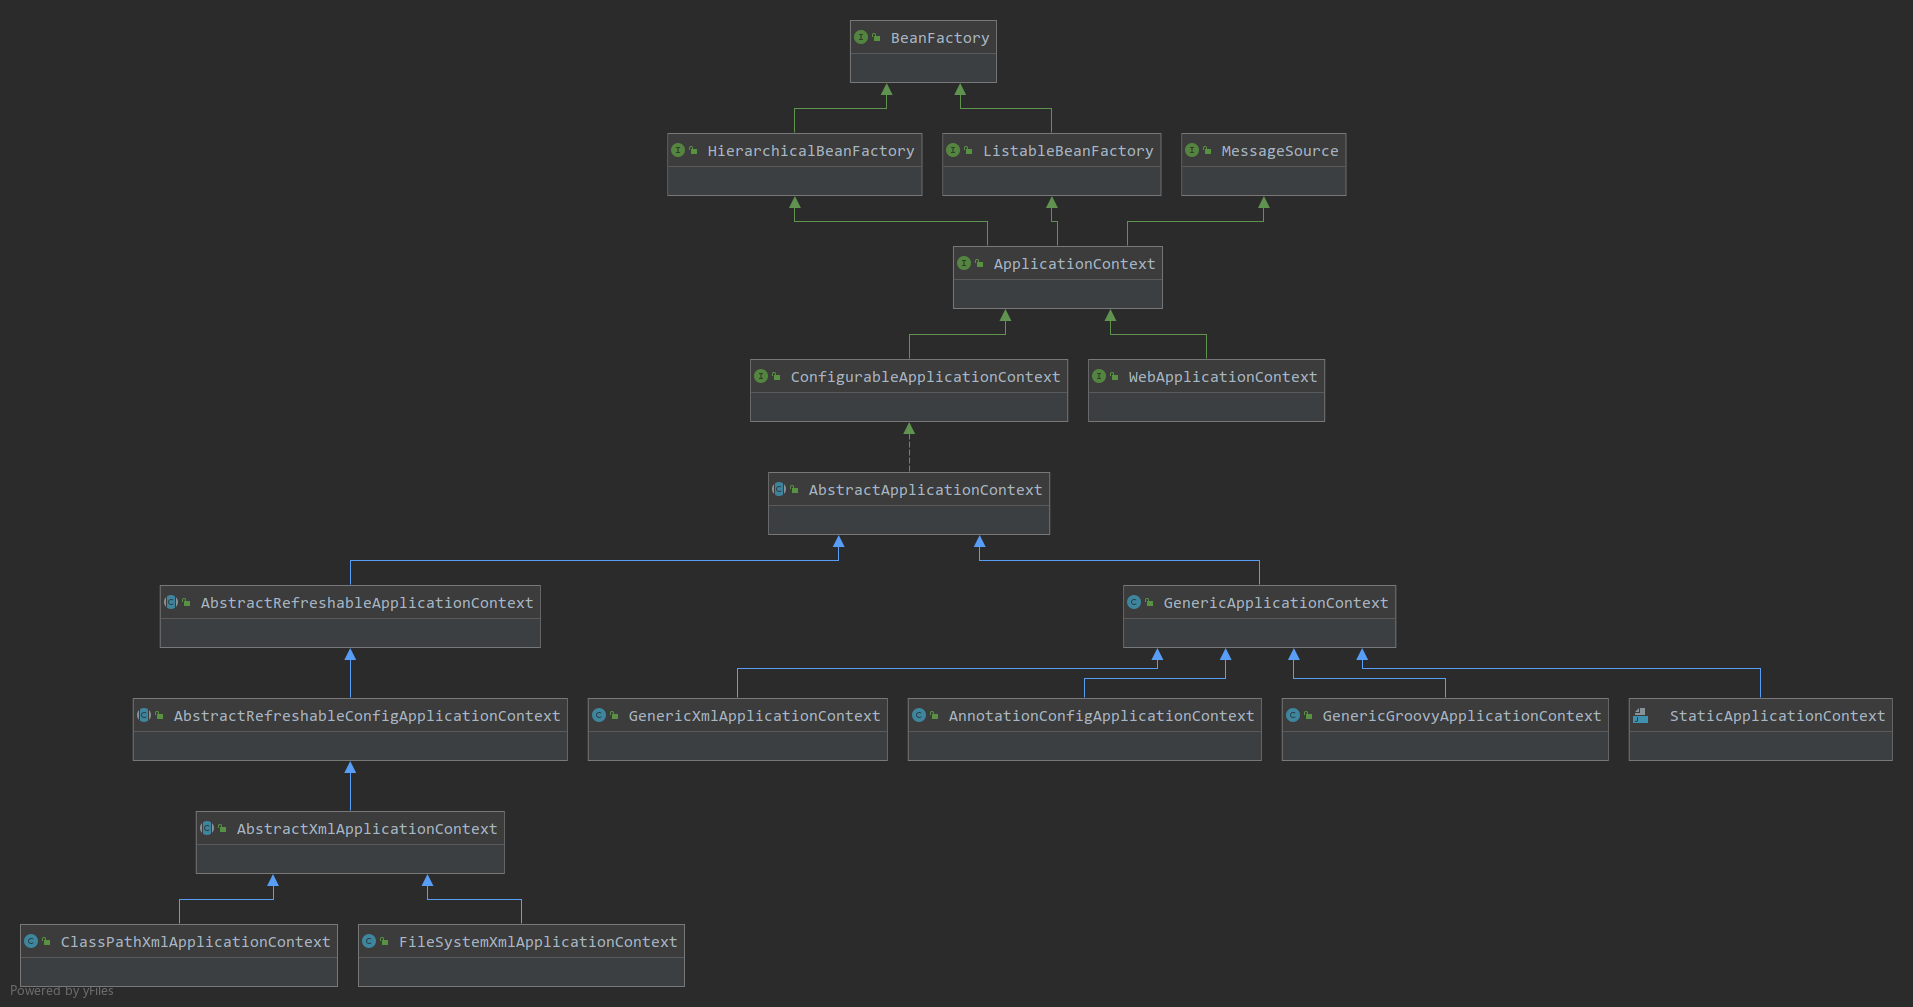 BeanFactory
HierarchicalBeanFactory
ListableBeanFactory
MessageSource
ApplicationContext
ConfigurableApplicationContext
WebApplicationContext
AbstractApplicationContext
AbstractRefreshableApplicationContext
GenericApplicationContext
AbstractRefreshableConfigApplicationContext
GenericXmlApplicationContext
AnnotationConfigApplicationContext
GenericGroovyApplicationContext
StaticApplicationContext
AbstractXmlApplicationContext
ClassPathXmlApplicationContext
FileSystemXmlApplicationContext
Powered by yFiles